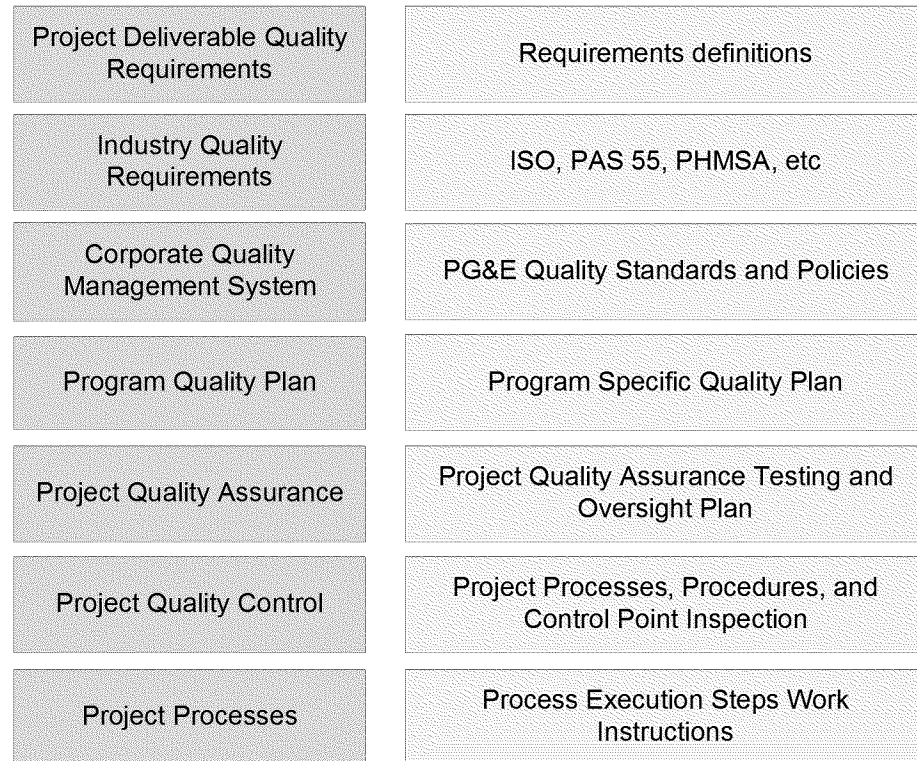 Project Deliverable Quality
Requirements
Requirements definitions
Industry Quality
Requirements
ISO, PAS 55, PHMSA, etc
Corporate Quality
Management System
PG&E Quality Standards and Policies
Program Quality Plan
Program Specific Quality Plan
Project Quality Assurance
Project Quality Assurance Testing and
Oversight Plan
Project Quality Control
Project Processes, Procedures, and
Control Point Inspection
Project Processes
Process Execution Steps Work
Instructions